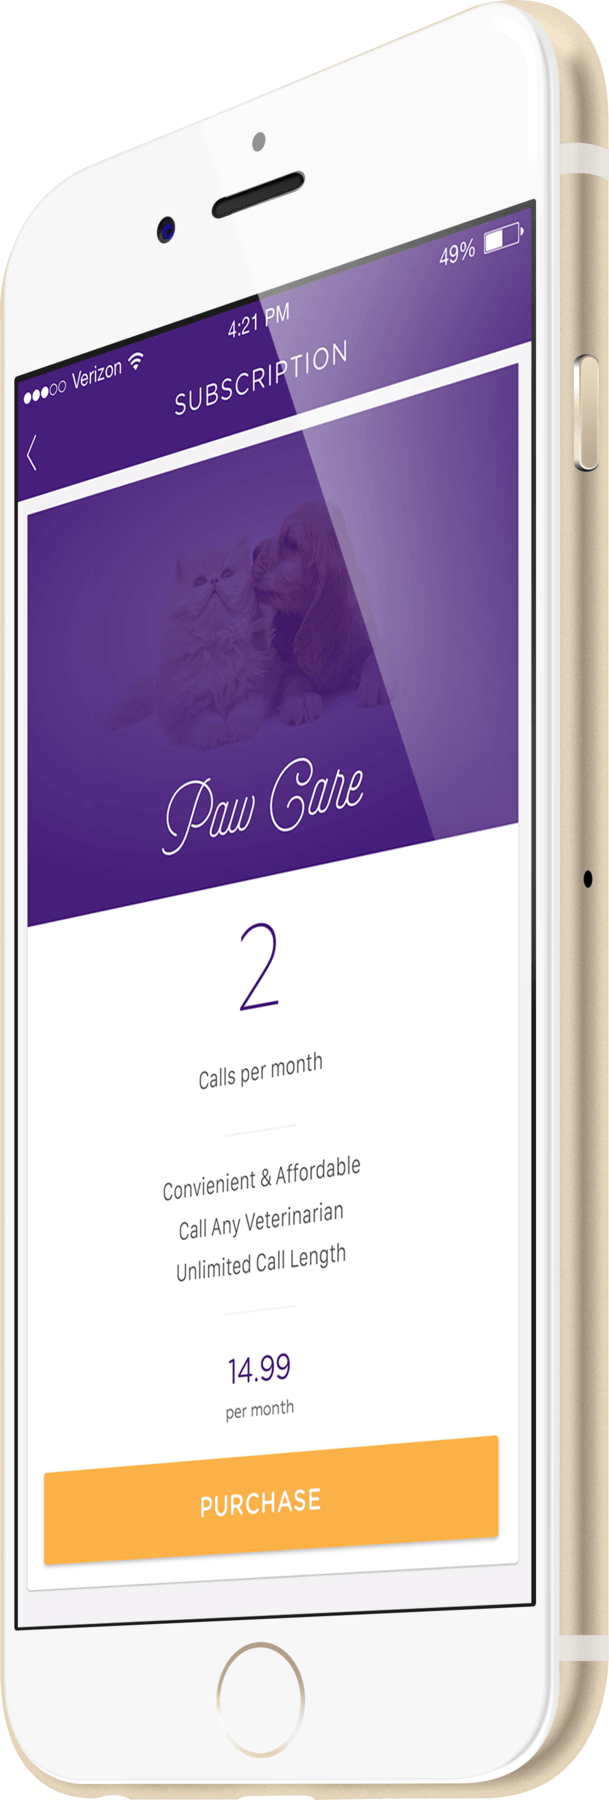 Verizon 4:21 PM 49%
SUBSCRIPTION
Paw Care
2
Calls per month
Convienient & Affordable
Call Any Veterinarian
Unlimited Call Length
14.99
per month
PURCHASE